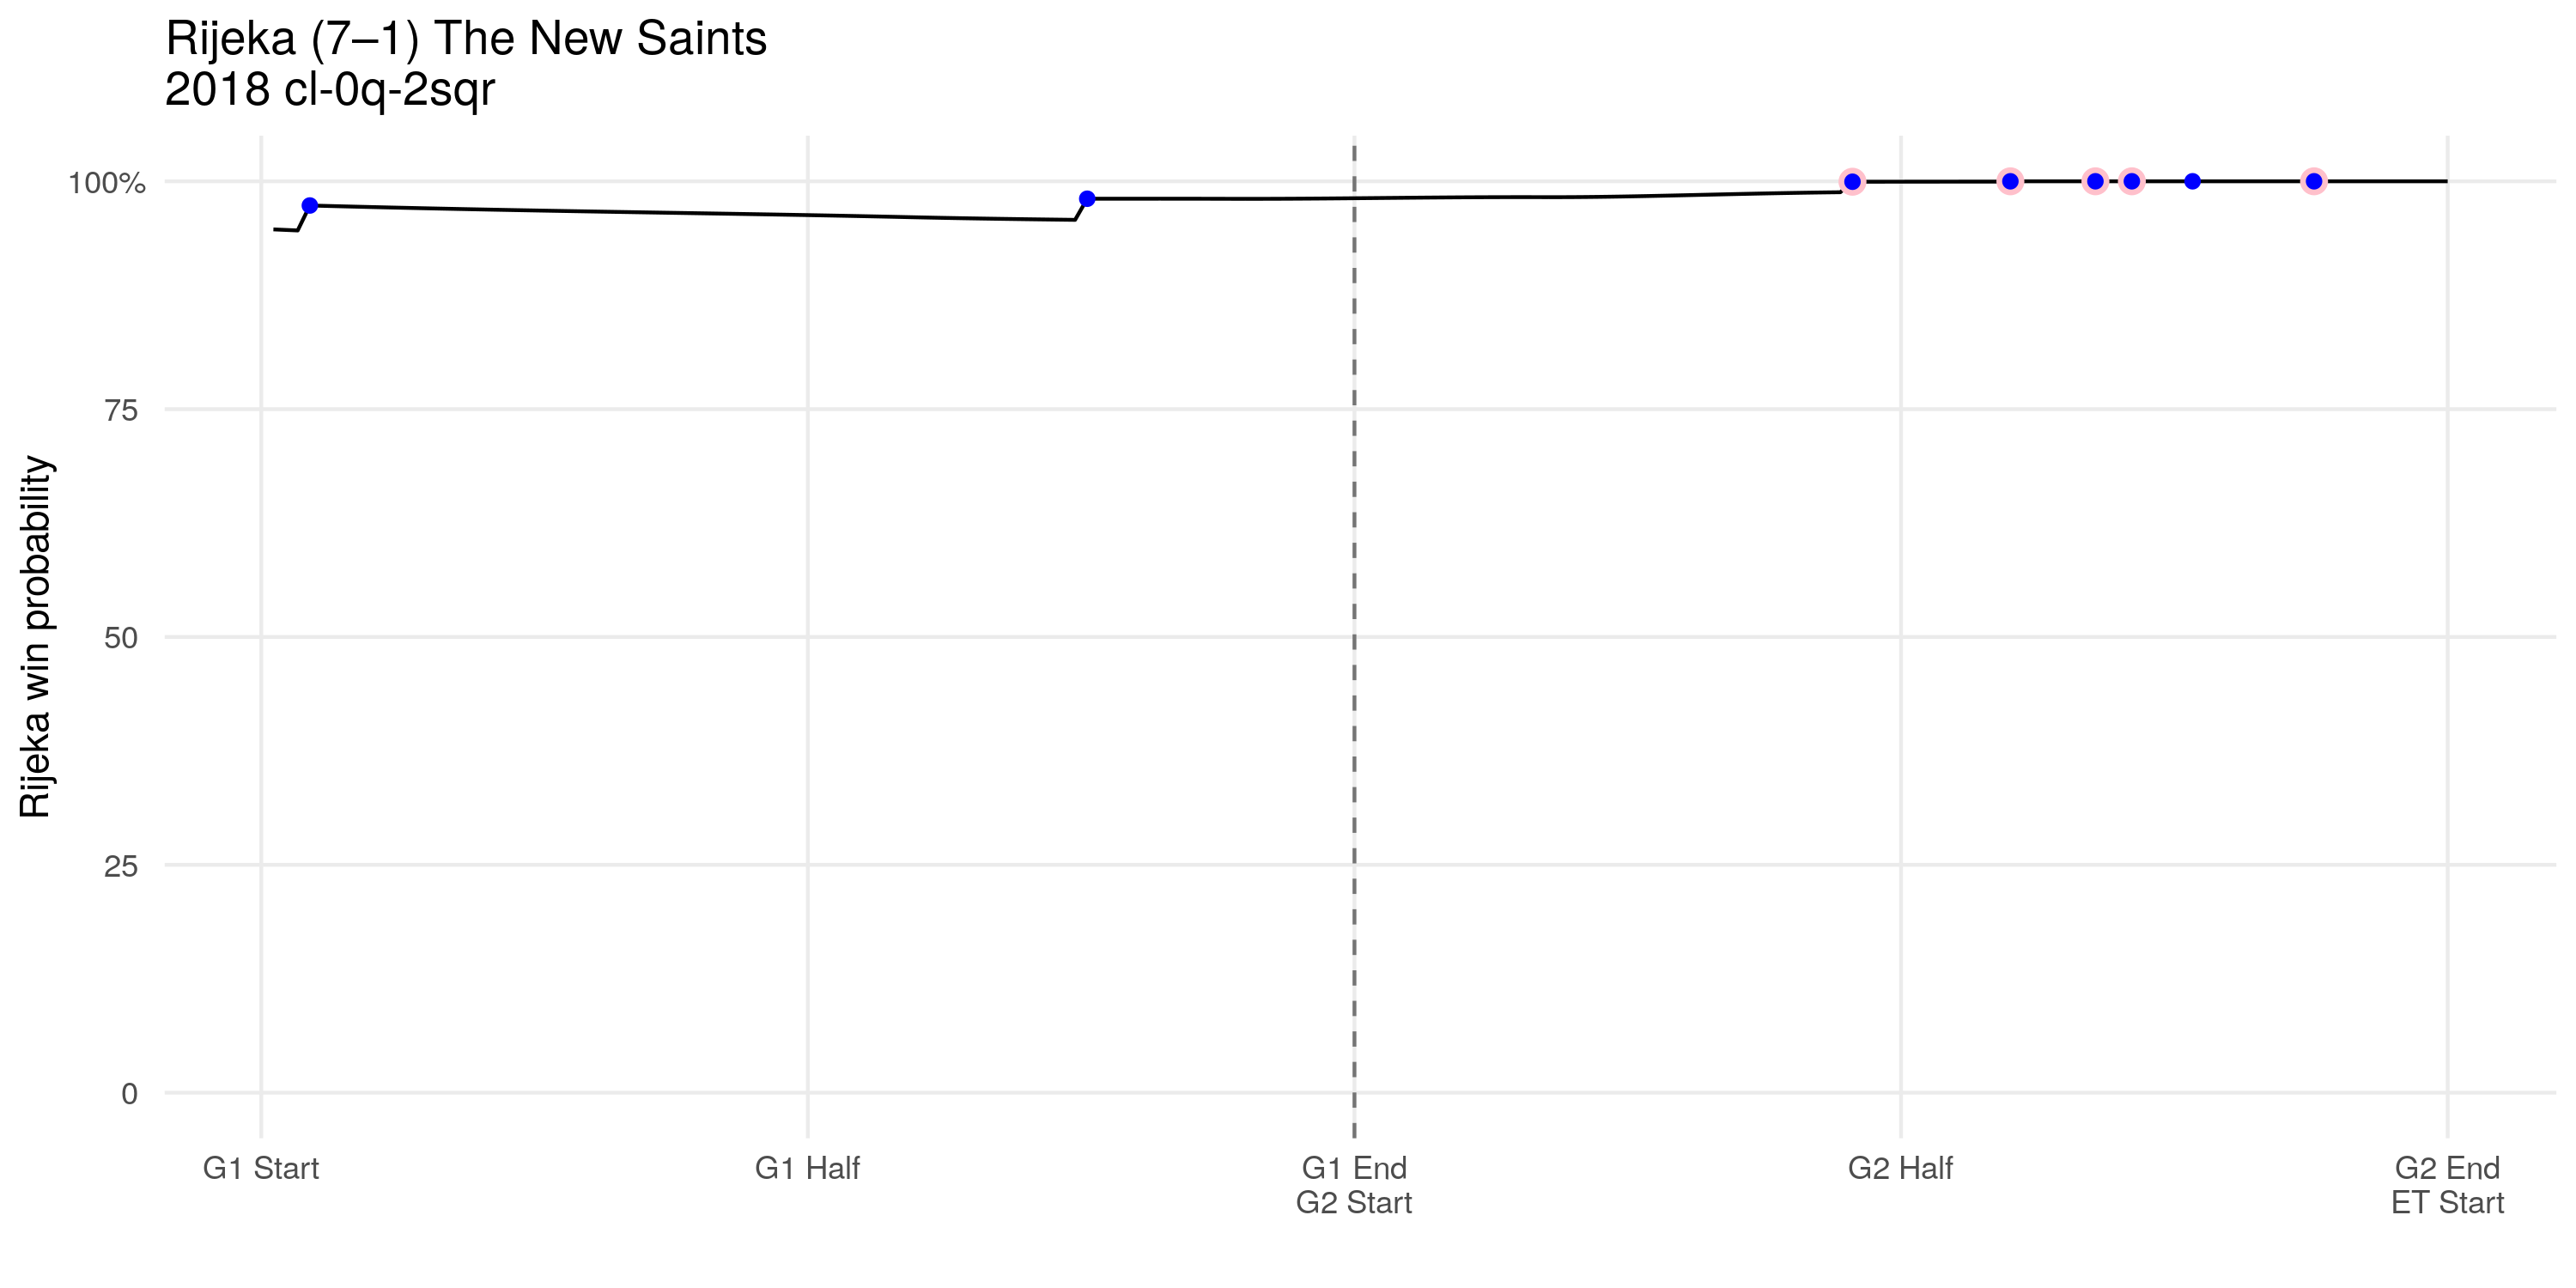 Rijeka (7–1) The New Saints
2018 cl-0q-2sqr
Rijeka win probability
100%
75
50
25
0
G1 Start
G1 Half
G1 End
G2 Start
G2 Half
G2 End
ET Start